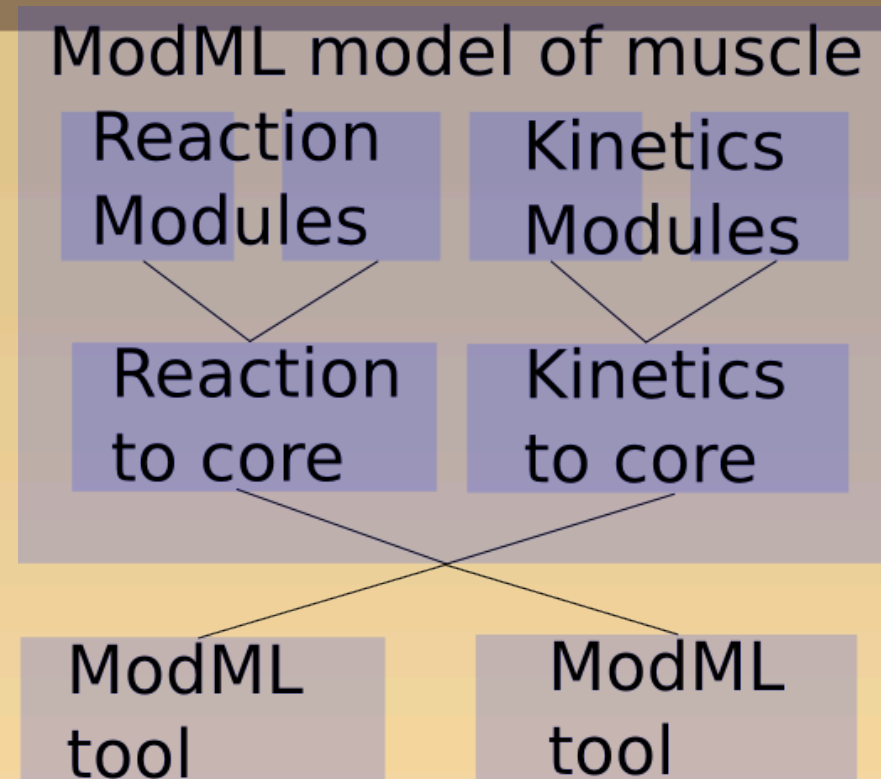 ModML model of muscle
Reaction
Modules
Kinetics
Modules
Reaction
to core
Kinetics
to core
ModML
tool
ModML
tool